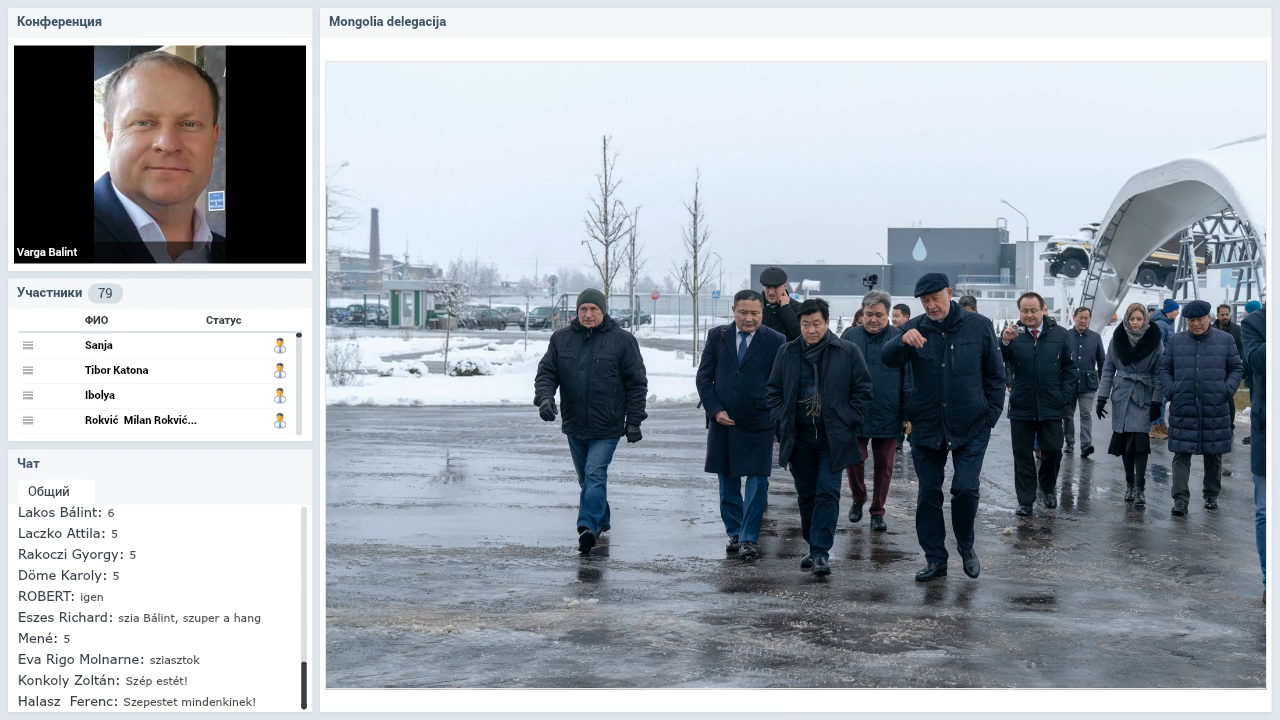 Конференция
Varga Balint
Участники 79
ФИО Статус
Sanja
Tibor Katona
Ibolya
Rokvić Milan Rokvić...
Чат
Общий
Lakos Bálint: 6
Laczko Attila: 5
Rakoczi Gyorgy: 5
Döme Karoly: 5
ROBERT: igen
Eszes Richard: szia Bálint, szuper a hang
Mené: 5
Eva Rigo Molnarne: sziasztok
Konkoly Zoltán: Szép estét!
Halasz Ferenc: Szepestet mindenkinek!
Mongolia delegacija